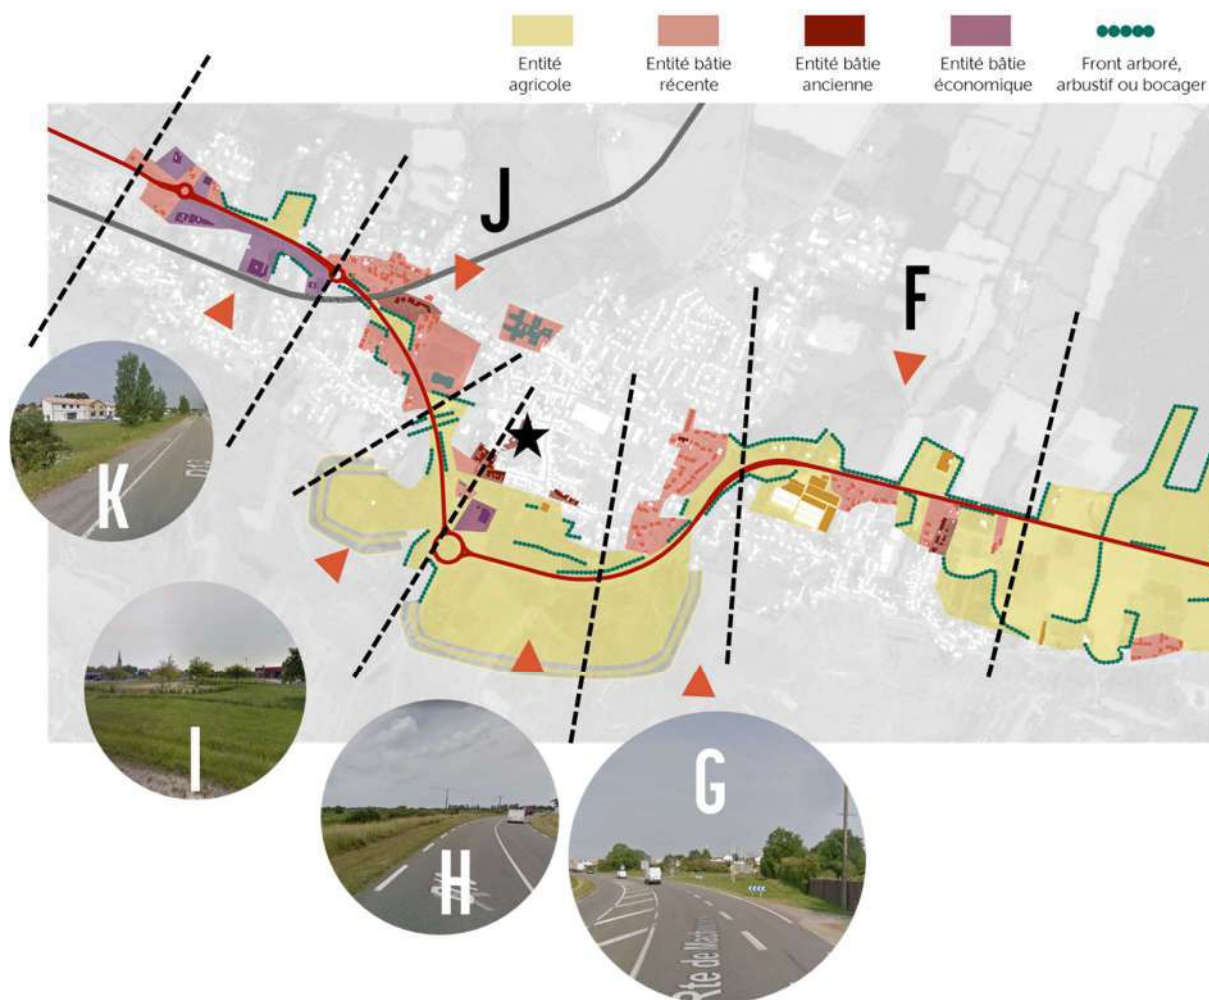 Entité
agricole
Entité bâtie
récente
Entité bâtie
ancienne
Entité bâtie
économique
Front arboré,
arbustif ou bocager
J
F
K
I
H
G
Rte de